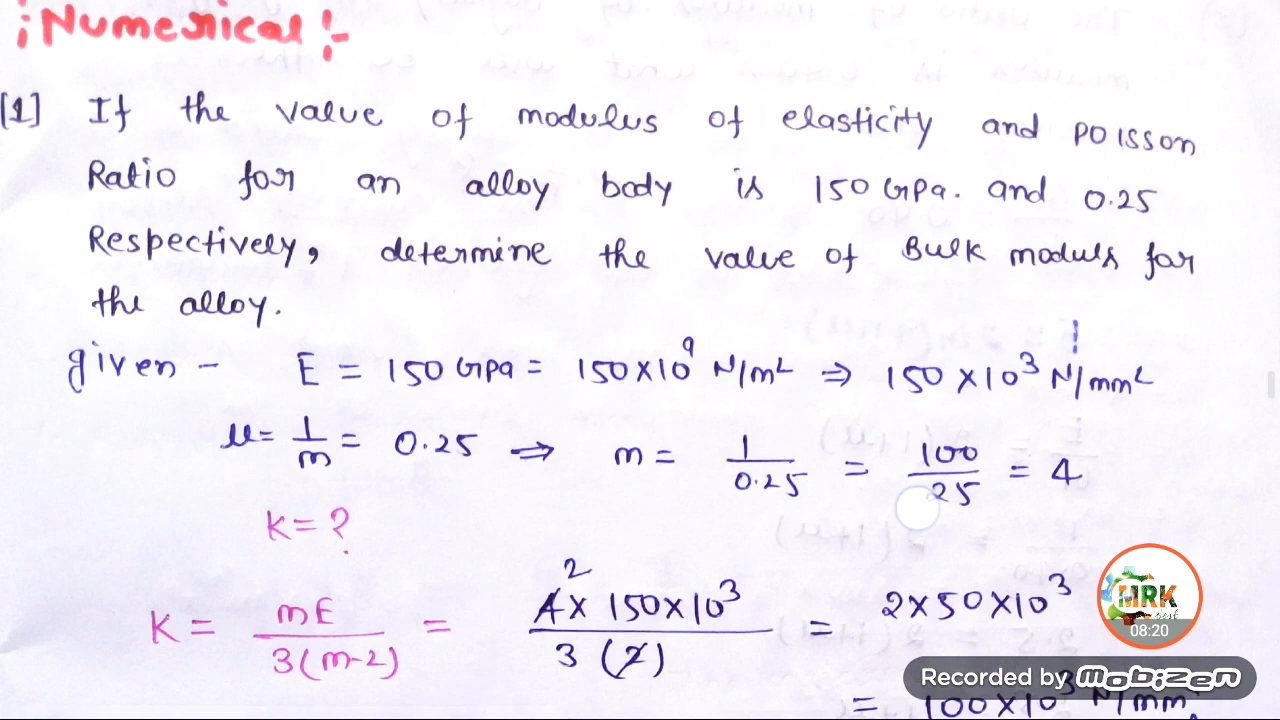 Numerical:-
[1] If the value of modulus of elasticity and poisson
Ratio for an alloy body is 150 GPa. and 0.25
Respectively, determine the value of Bulk moduls for
the alloy.
given - E = 150 GPa = 150×10⁹ N/m² ⇒ 150×10³ N/mm²
μ = 1/m = 0.25 ⇒ m = 1/0.25 = 100/25 = 4
K = ?
K = mE / 3(m-2) = 4 2 × 150×10³ / 3 (2) = 2×50×10³
= 100×10³ N/mm²
MRK
08:20
Recorded by mobizen